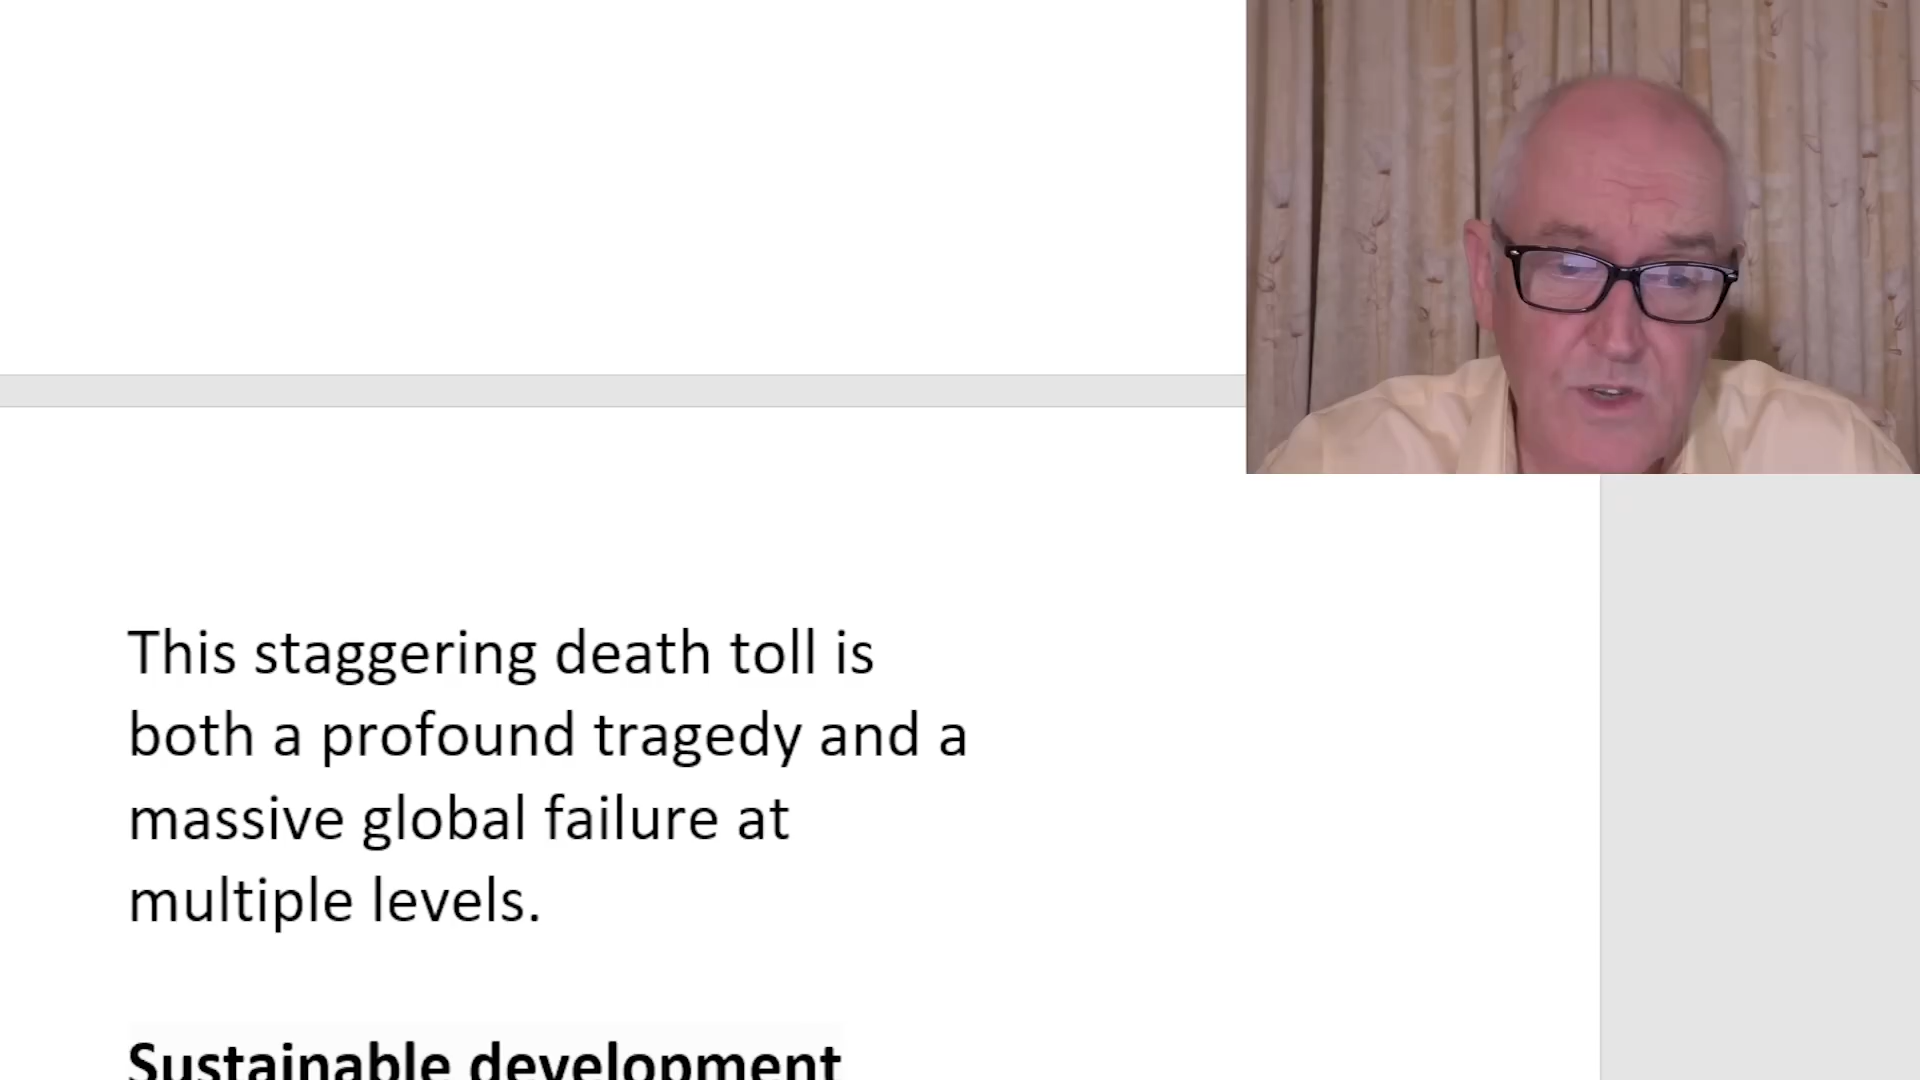 This staggering death toll is
both a profound tragedy and a
massive global failure at
multiple levels.
Sustainable development